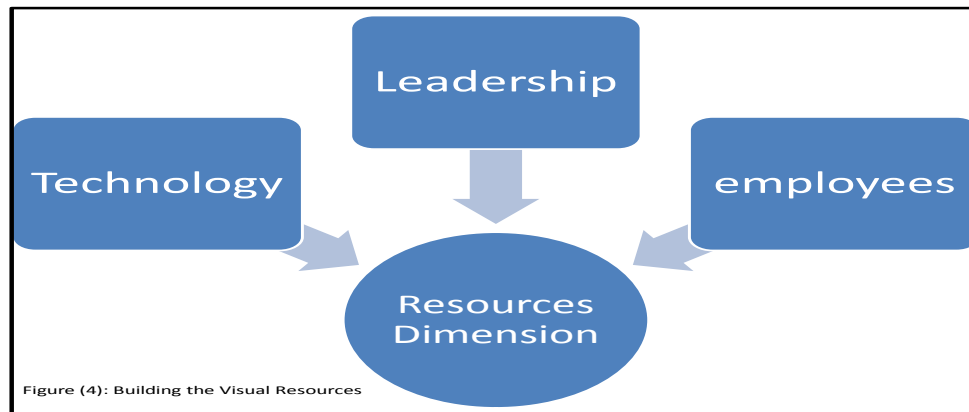 Leadership
Technology
employees
Resources
Dimension
Figure (4): Building the Visual Resources